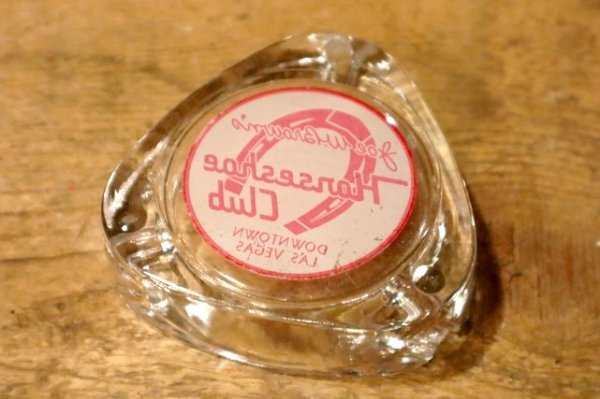 Joe W. Brown's
Horseshoe
Club
DOWNTOWN
LAS VEGAS